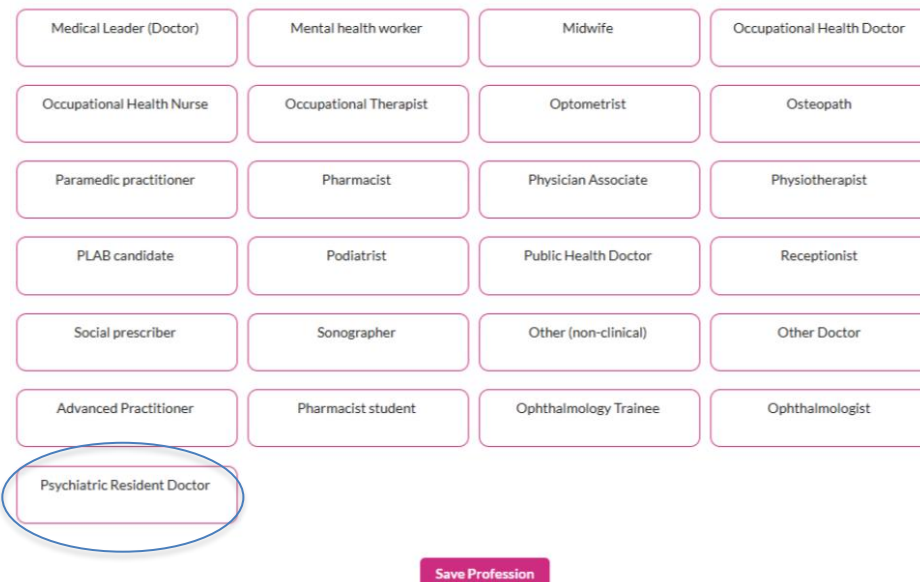 Medical Leader (Doctor)
Mental health worker
Midwife
Occupational Health Doctor
Occupational Health Nurse
Occupational Therapist
Optometrist
Osteopath
Paramedic practitioner
Pharmacist
Physician Associate
Physiotherapist
PLAB candidate
Podiatrist
Public Health Doctor
Receptionist
Social prescriber
Sonographer
Other (non-clinical)
Other Doctor
Advanced Practitioner
Pharmacist student
Ophthalmology Trainee
Ophthalmologist
Psychiatric Resident Doctor
Save Profession